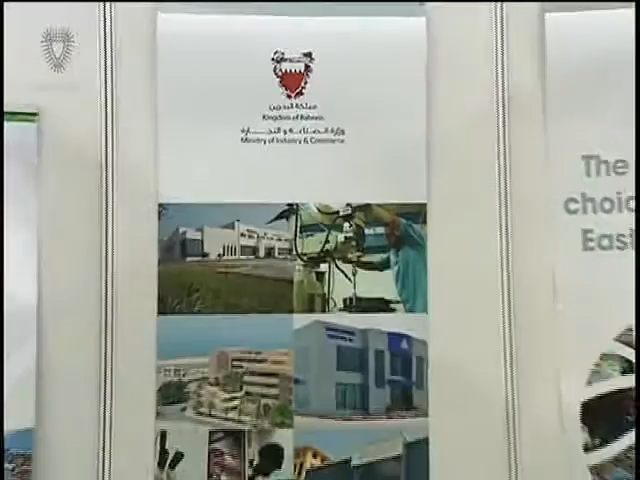 مملكة البحرين
Kingdom of Bahrain
وزارة الصناعة و التجارة
Ministry of Industry & Commerce
The
choic
East